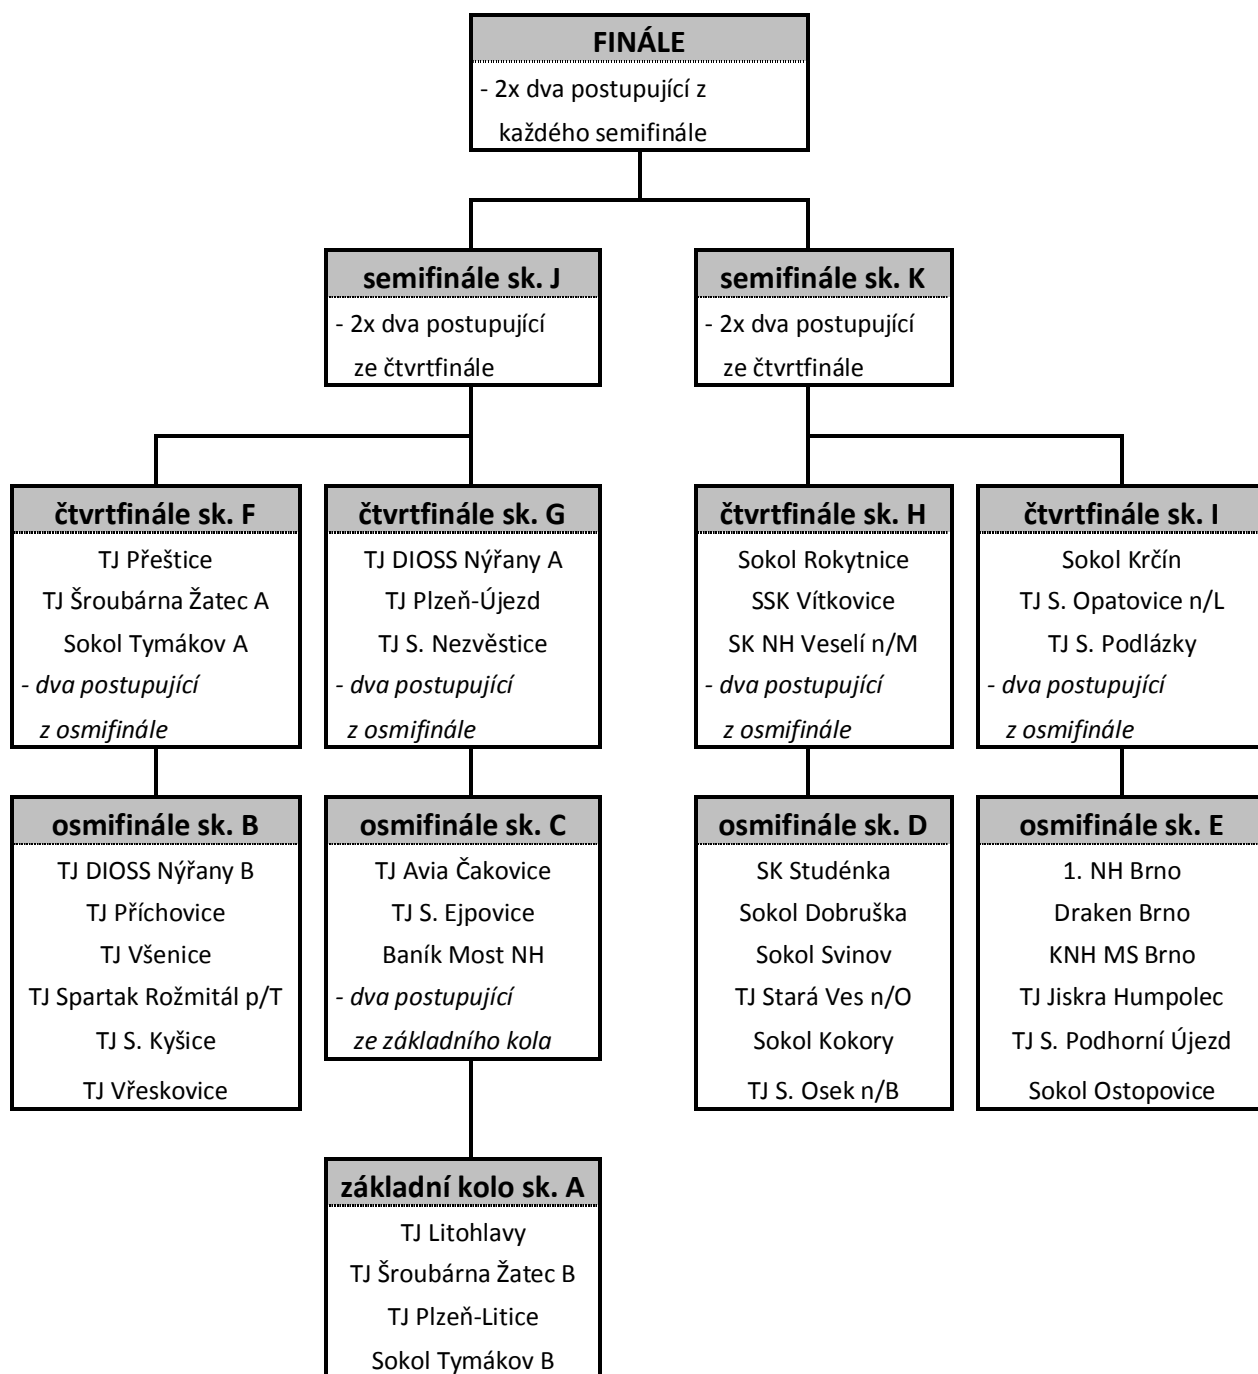 FINÁLE
- 2x dva postupující z
každého semifinále
semifinále sk. J
- 2x dva postupující
ze čtvrtfinále
semifinále sk. K
- 2x dva postupující
ze čtvrtfinále
čtvrtfinále sk. F
TJ Přeštice
TJ Šroubárna Žatec A
Sokol Tymákov A
- dva postupující
z osmifinále
čtvrtfinále sk. G
TJ DIOSS Nýřany A
TJ Plzeň-Újezd
TJ S. Nezvěstice
- dva postupující
z osmifinále
čtvrtfinále sk. H
Sokol Rokytnice
SSK Vítkovice
SK NH Veselí n/M
- dva postupující
z osmifinále
čtvrtfinále sk. I
Sokol Krčín
TJ S. Opatovice n/L
TJ S. Podlázky
- dva postupující
z osmifinále
osmifinále sk. B
TJ DIOSS Nýřany B
TJ Příchovice
TJ Všenice
TJ Spartak Rožmitál p/T
TJ S. Kyšice
TJ Vřeskovice
osmifinále sk. C
TJ Avia Čakovice
TJ S. Ejpovice
Baník Most NH
- dva postupující
ze základního kola
osmifinále sk. D
SK Studénka
Sokol Dobruška
Sokol Svinov
TJ Stará Ves n/O
Sokol Kokory
TJ S. Osek n/B
osmifinále sk. E
1. NH Brno
Draken Brno
KNH MS Brno
TJ Jiskra Humpolec
TJ S. Podhorní Újezd
Sokol Ostopovice
základní kolo sk. A
TJ Litohlavy
TJ Šroubárna Žatec B
TJ Plzeň-Litice
Sokol Tymákov B